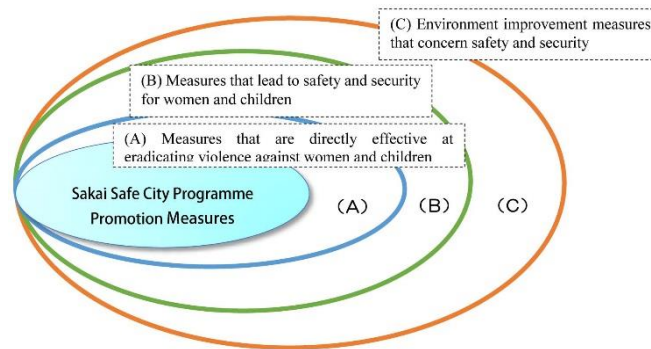 (C) Environment improvement measures
that concern safety and security
(B) Measures that lead to safety and security
for women and children
(A) Measures that are directly effective at
eradicating violence against women and children
Sakai Safe City Programme
Promotion Measures
(A)
(B)
(C)